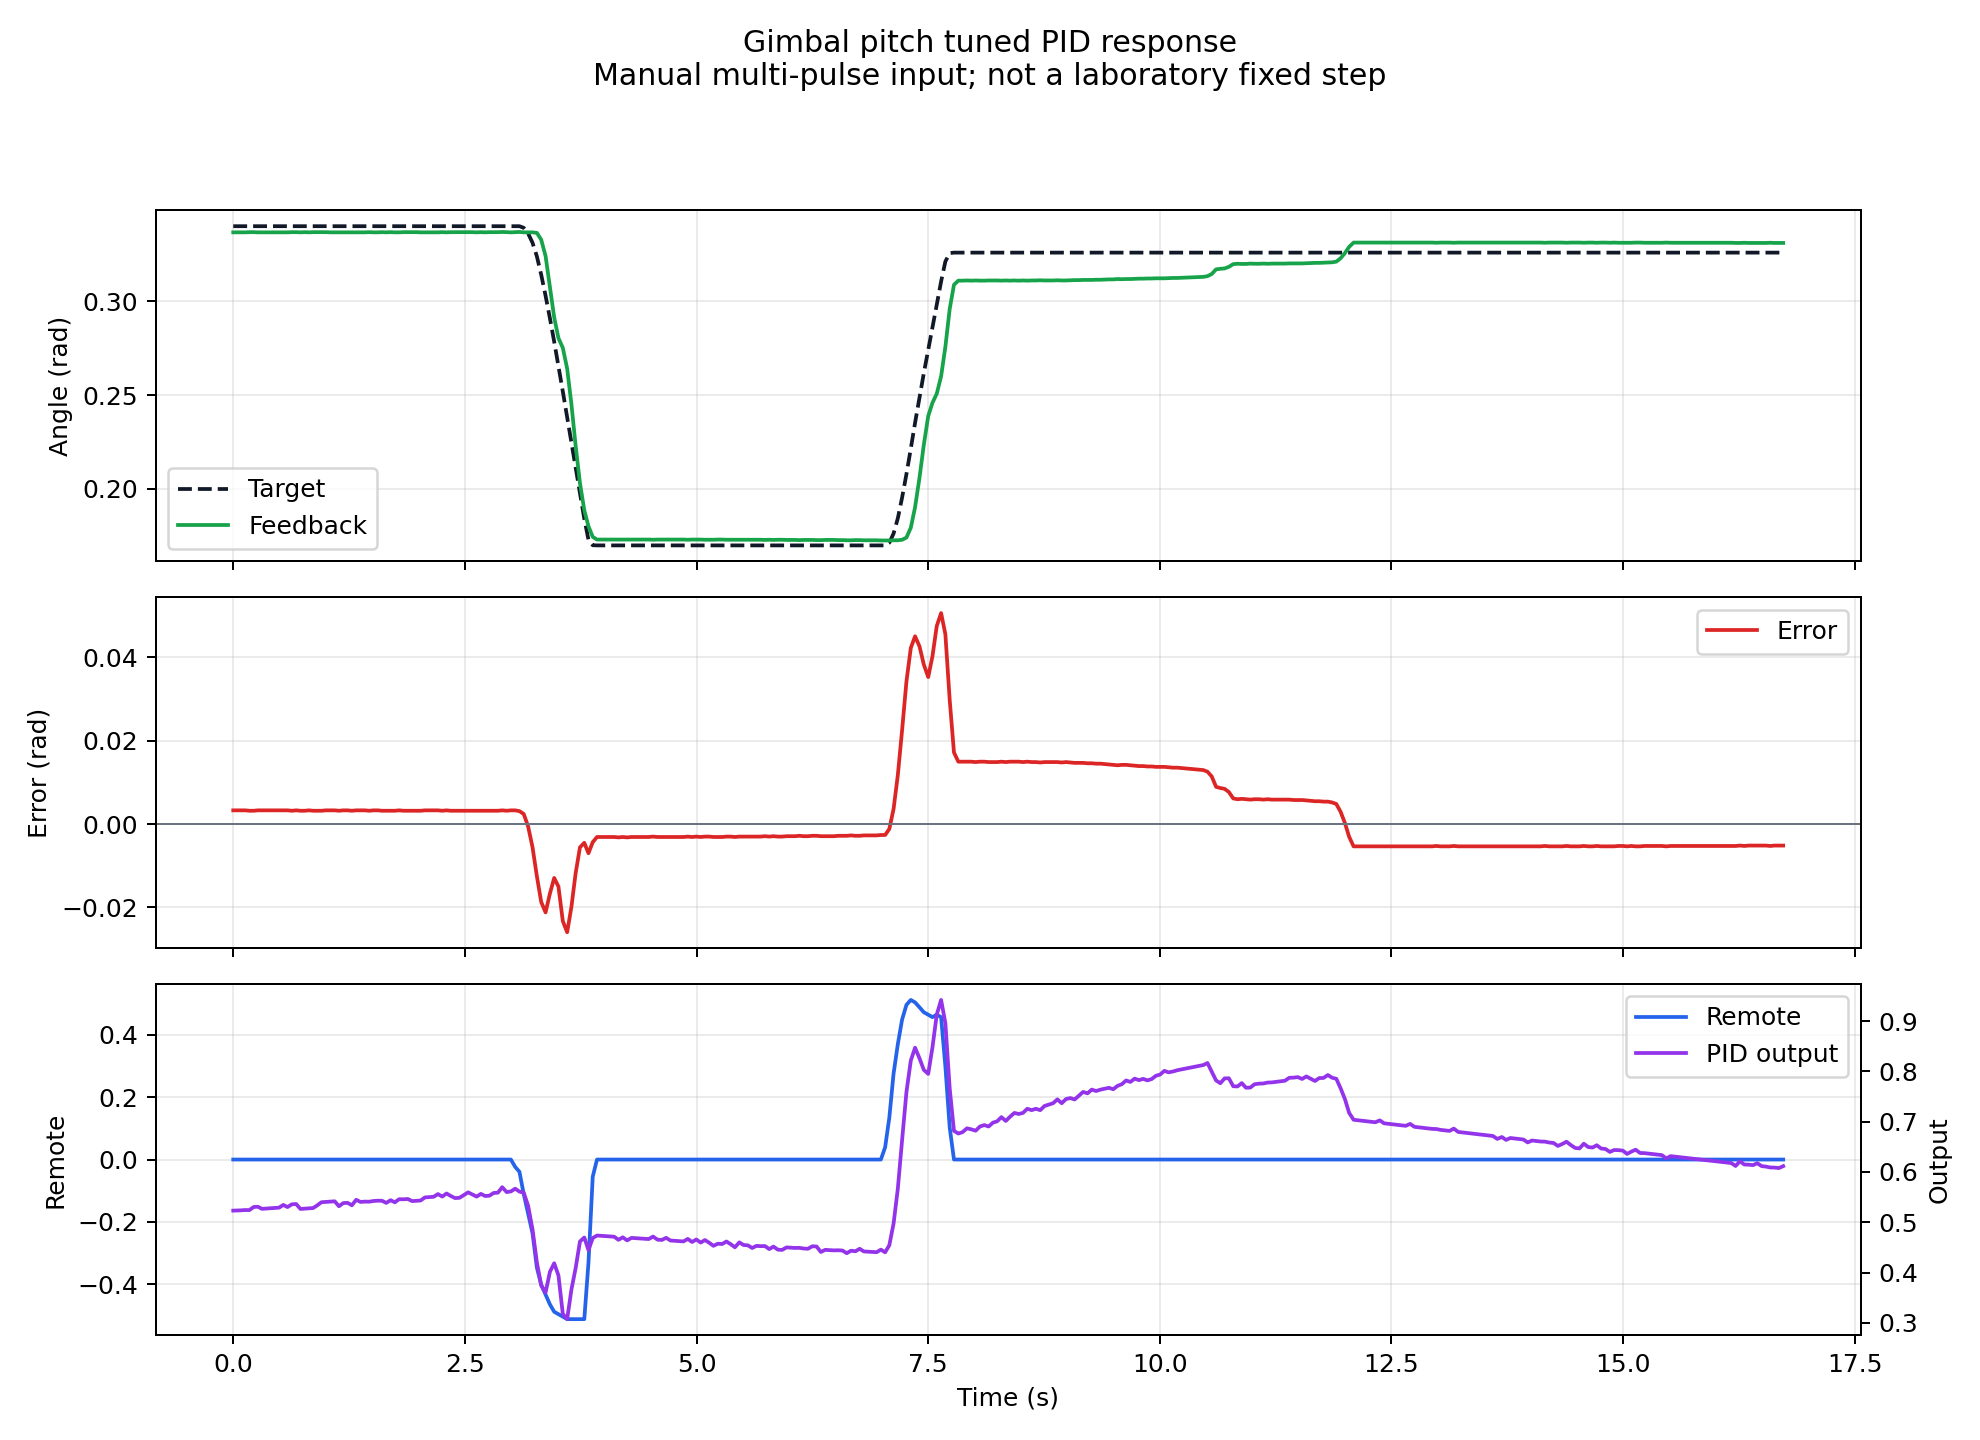 Gimbal pitch tuned PID response
Manual multi-pulse input; not a laboratory fixed step
Angle (rad)
0.30
0.25
0.20
Target
Feedback
Error (rad)
0.04
0.02
0.00
−0.02
Error
Remote
0.4
0.2
0.0
−0.2
−0.4
Remote
PID output
0.9
0.8
0.7
0.6
0.5
0.4
0.3
Output
0.0 2.5 5.0 7.5 10.0 12.5 15.0 17.5
Time (s)